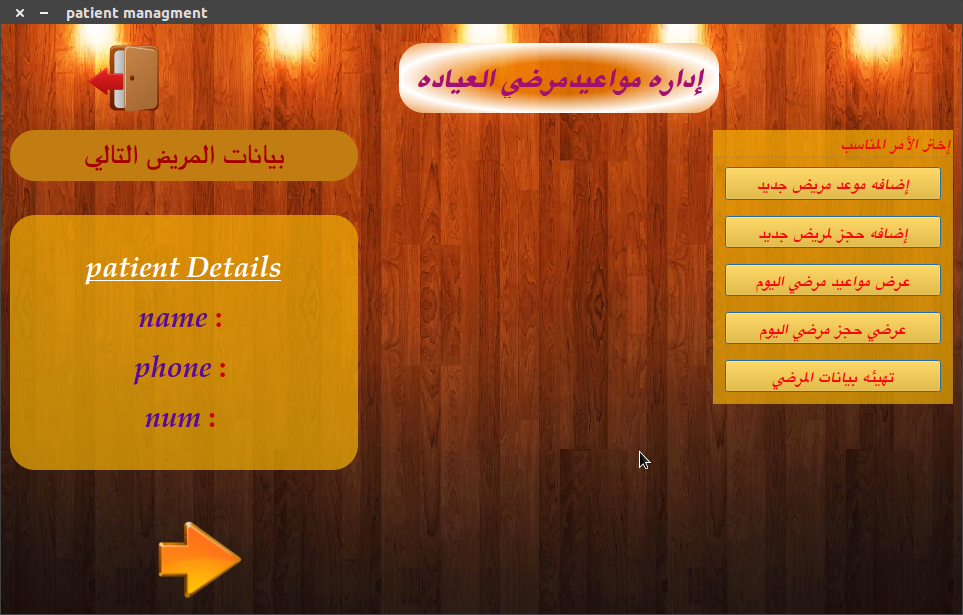 patient managment
إداره مواعيدمرضي العياده
بيانات المريض التالي
patient Details
name :
phone :
num :
إختر الأمر المناسب
إضافه موعد مريض جديد
إضافه حجز لمريض جديد
عرض مواعيد مرضي اليوم
عرضي حجز مرضي اليوم
تهيئه بيانات المرضي